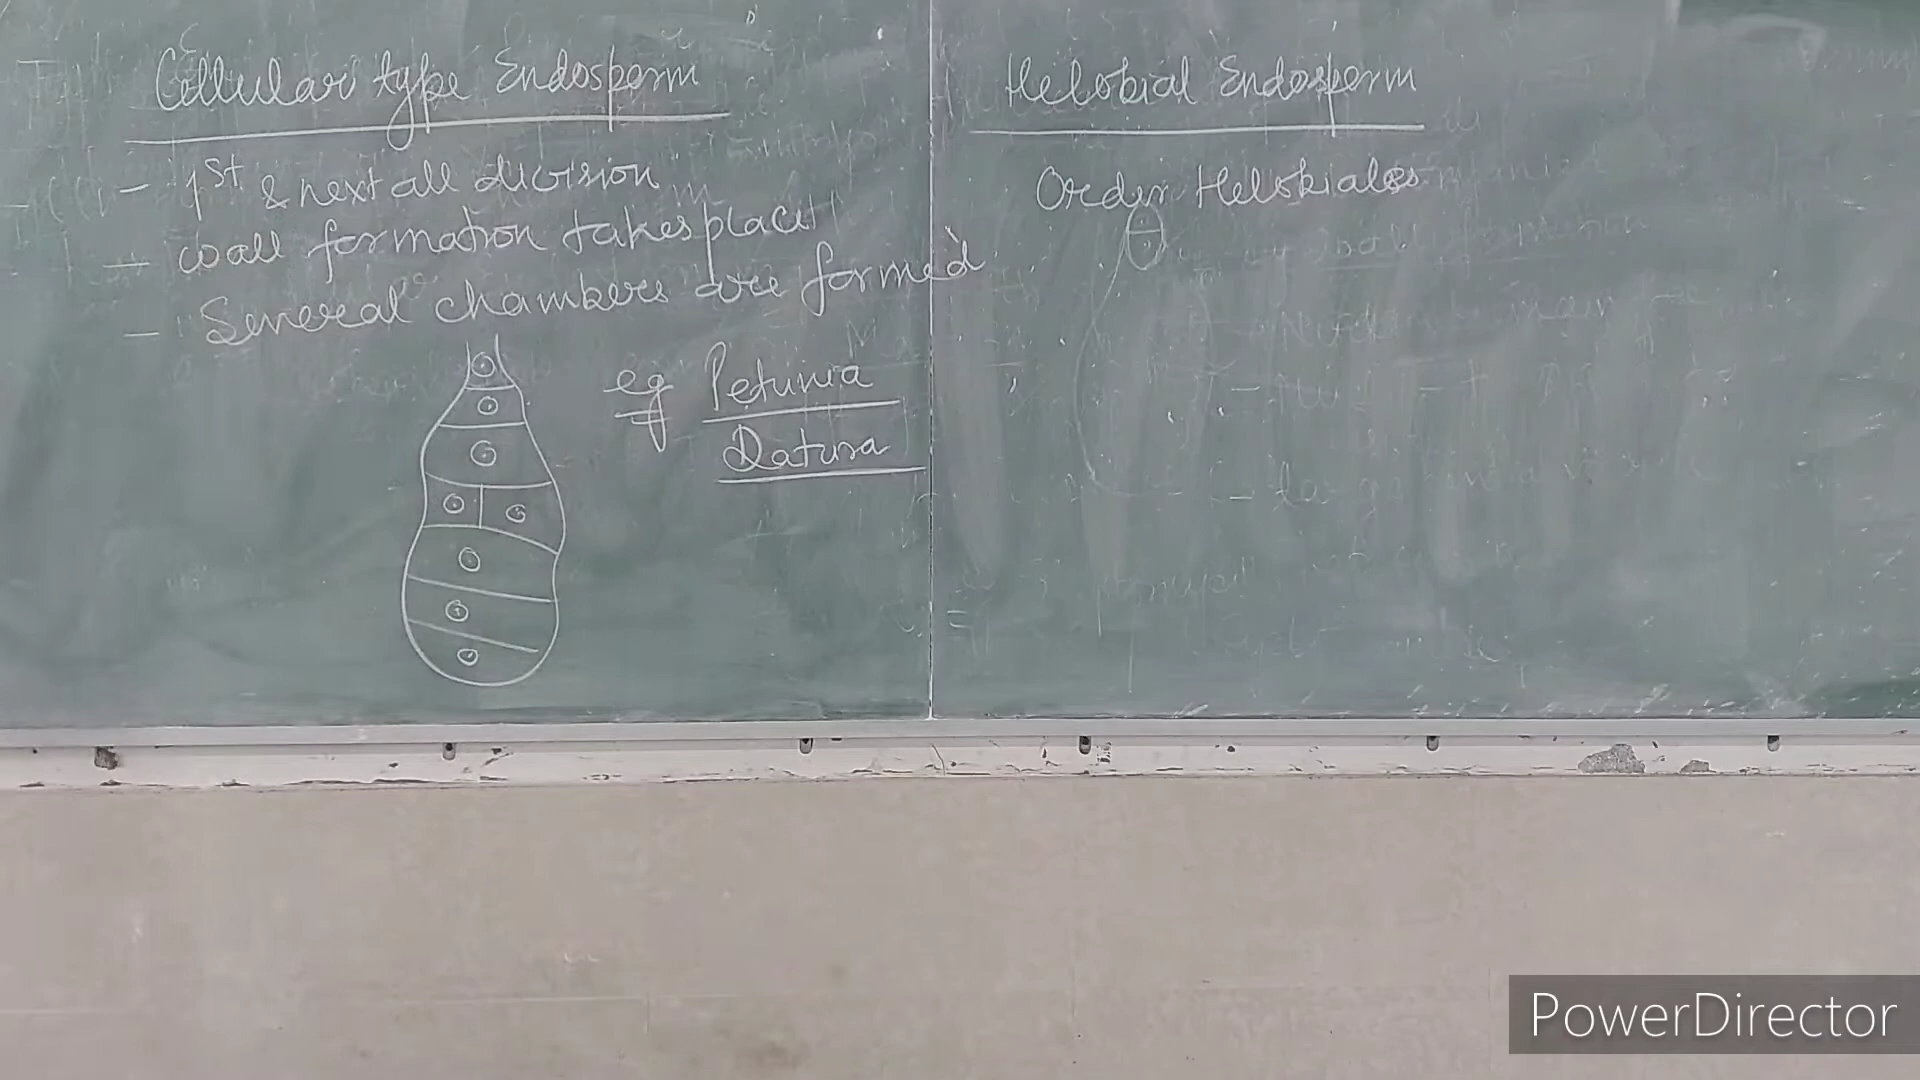 Cellular type Endosperm
- 1st & next all division
- wall formation takes place
- Several chambers are formed
eg Petunia
Datura
Helobial Endosperm
Order Helobiales
PowerDirector